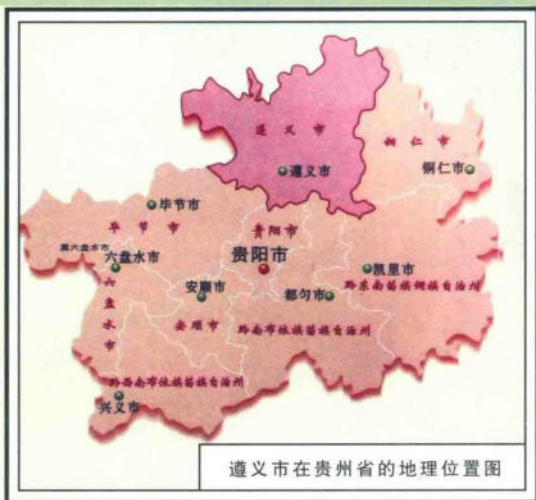 遵义市
铜仁市
遵义市
铜仁市
毕节市
毕节市
贵阳市
六盘水市
贵阳市
凯里市
安顺市
都匀市
黔东南苗族侗族自治州
六盘水市
安顺市
黔南布依族苗族自治州
黔西南布依族苗族自治州
兴义市
遵义市在贵州省的地理位置图